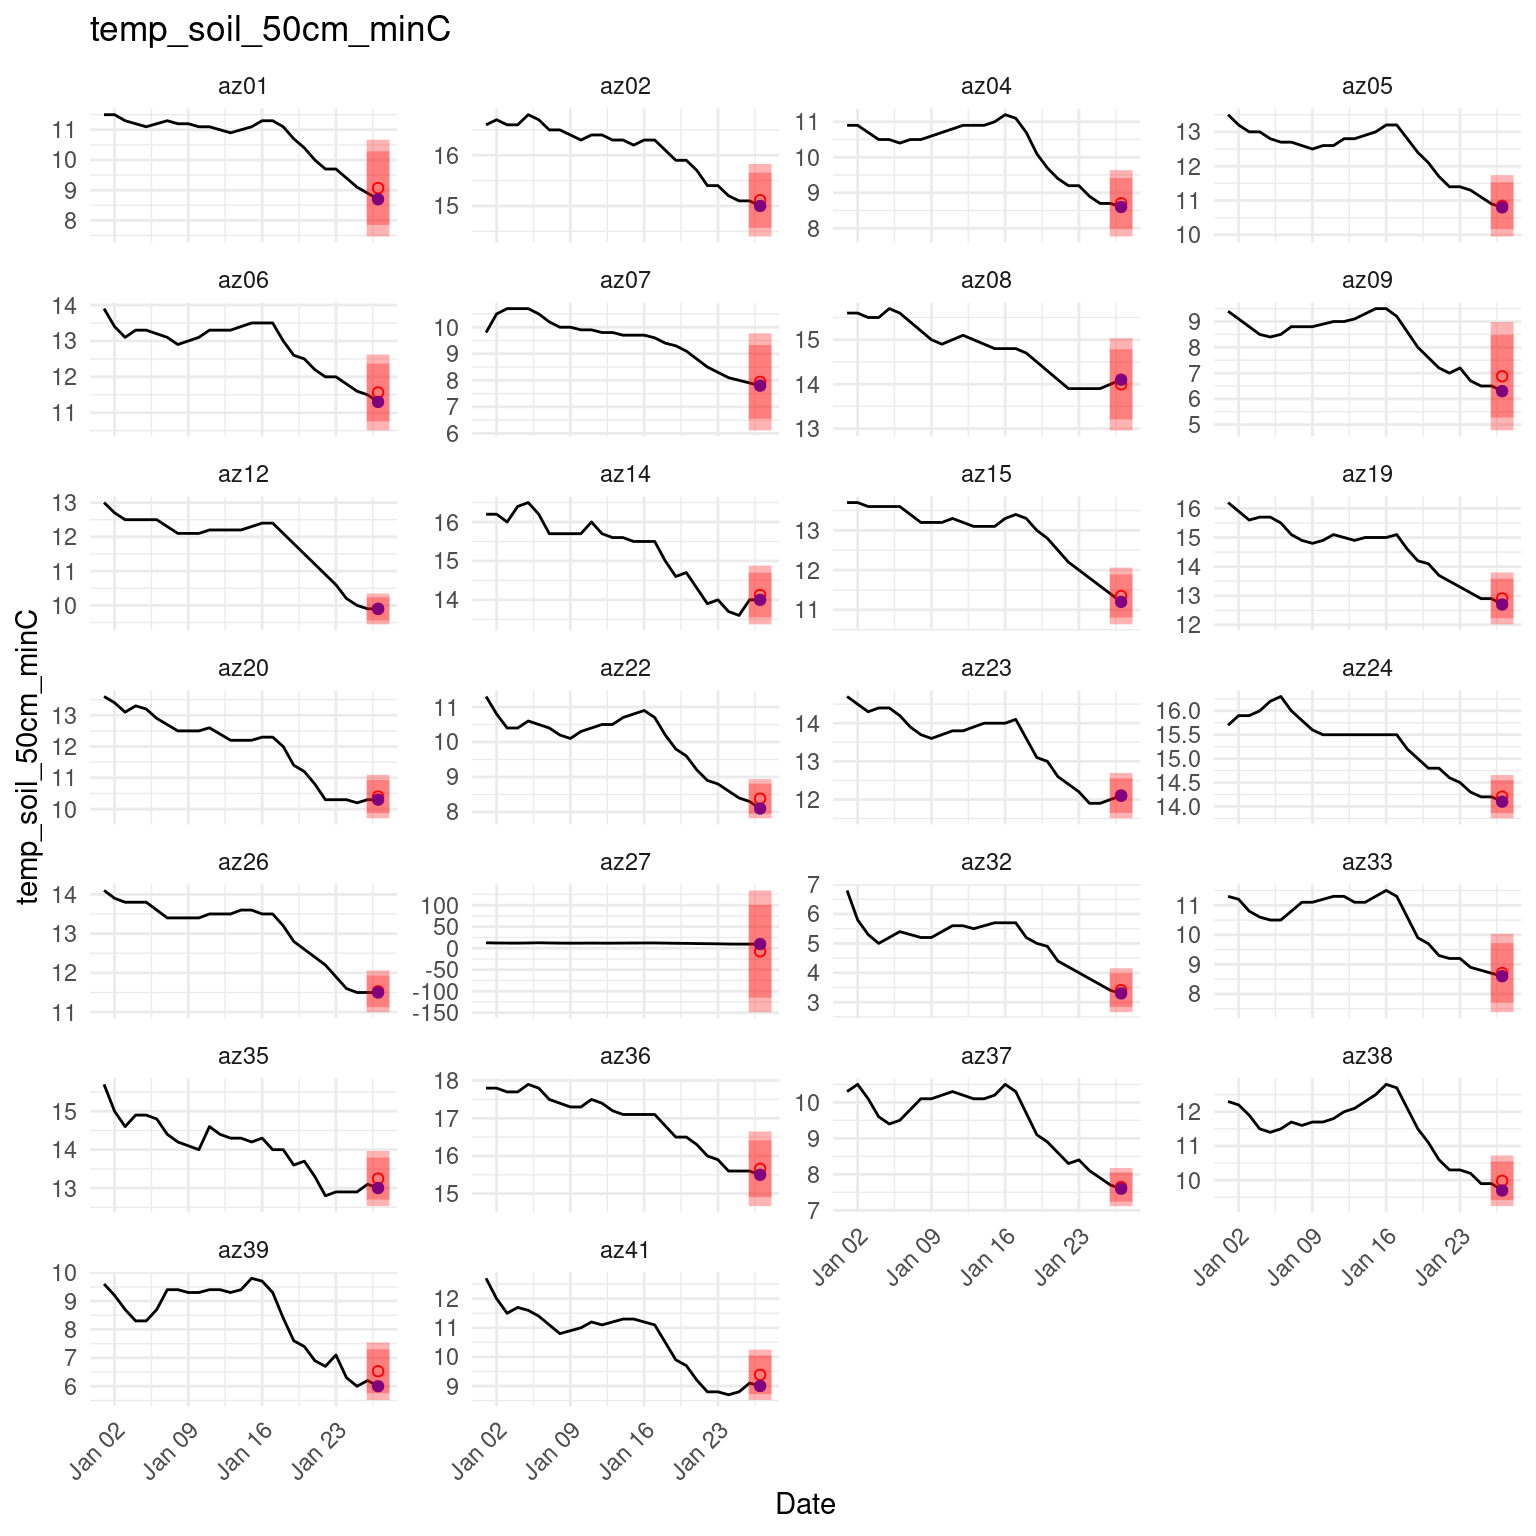 temp_soil_50cm_minC
az01 az02 az04 az05
11 10 9 8
16 15
11 10 9 8
13 12 11 10
az06 az07 az08 az09
14 13 12 11
10 9 8 7 6
15 14 13
9 8 7 6 5
az12 az14 az15 az19
13 12 11 10
16 15 14
13 12 11
16 15 14 13 12
az20 az22 az23 az24
13 12 11 10
11 10 9 8
14 13 12
16.0 15.5 15.0 14.5 14.0
az26 az27 az32 az33
14 13 12 11
100 50 0 -50 -100 -150
7 6 5 4 3
11 10 9 8
az35 az36 az37 az38
15 14 13
18 17 16 15
10 9 8 7
12 11 10
Jan 02 Jan 09 Jan 16 Jan 23
Jan 02 Jan 09 Jan 16 Jan 23
az39 az41
10 9 8 7 6
12 11 10 9
Jan 02 Jan 09 Jan 16 Jan 23
Jan 02 Jan 09 Jan 16 Jan 23
temp_soil_50cm_minC
Date